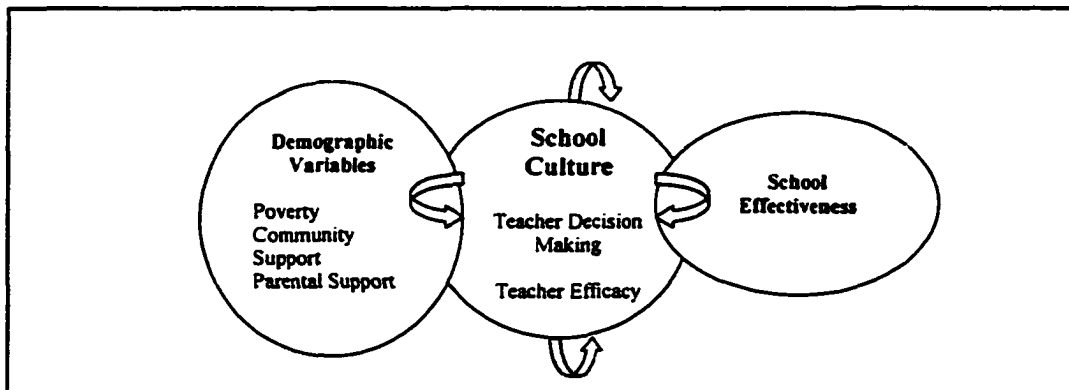 Demographic
Variables
Poverty
Community
Support
Parental Support
School
Culture
Teacher Decision
Making
Teacher Efficacy
School
Effectiveness